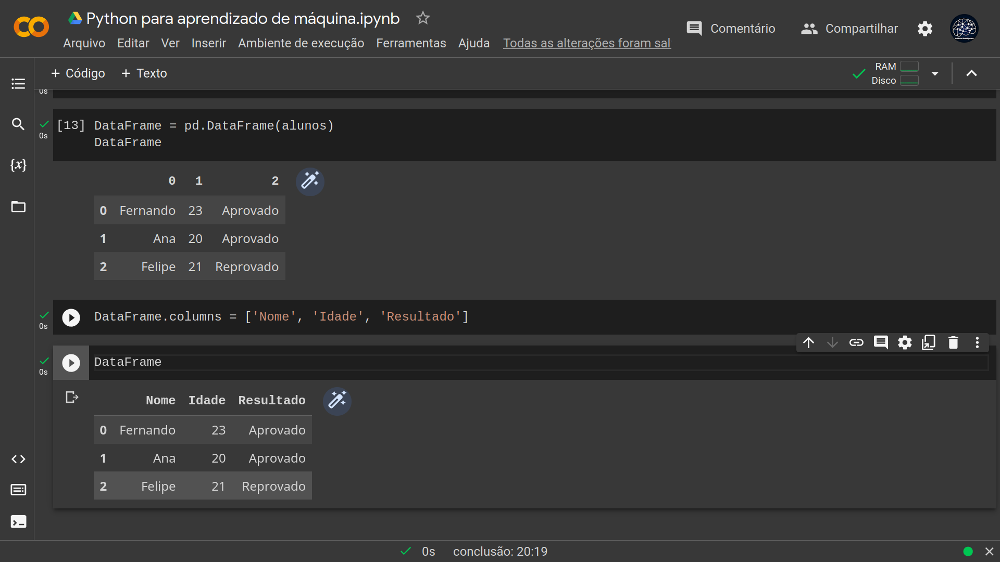 Python para aprendizado de máquina.ipynb
Comentário
Compartilhar
Arquivo Editar Ver Inserir Ambiente de execução Ferramentas Ajuda Todas as alterações foram sal
+ Código + Texto
RAM
Disco
0s
[13] DataFrame = pd.DataFrame(alunos)
DataFrame
0s
0 1 2
0 Fernando 23 Aprovado
1 Ana 20 Aprovado
2 Felipe 21 Reprovado
DataFrame.columns = ['Nome', 'Idade', 'Resultado']
0s
DataFrame
0s
Nome Idade Resultado
0 Fernando 23 Aprovado
1 Ana 20 Aprovado
2 Felipe 21 Reprovado
0s conclusão: 20:19